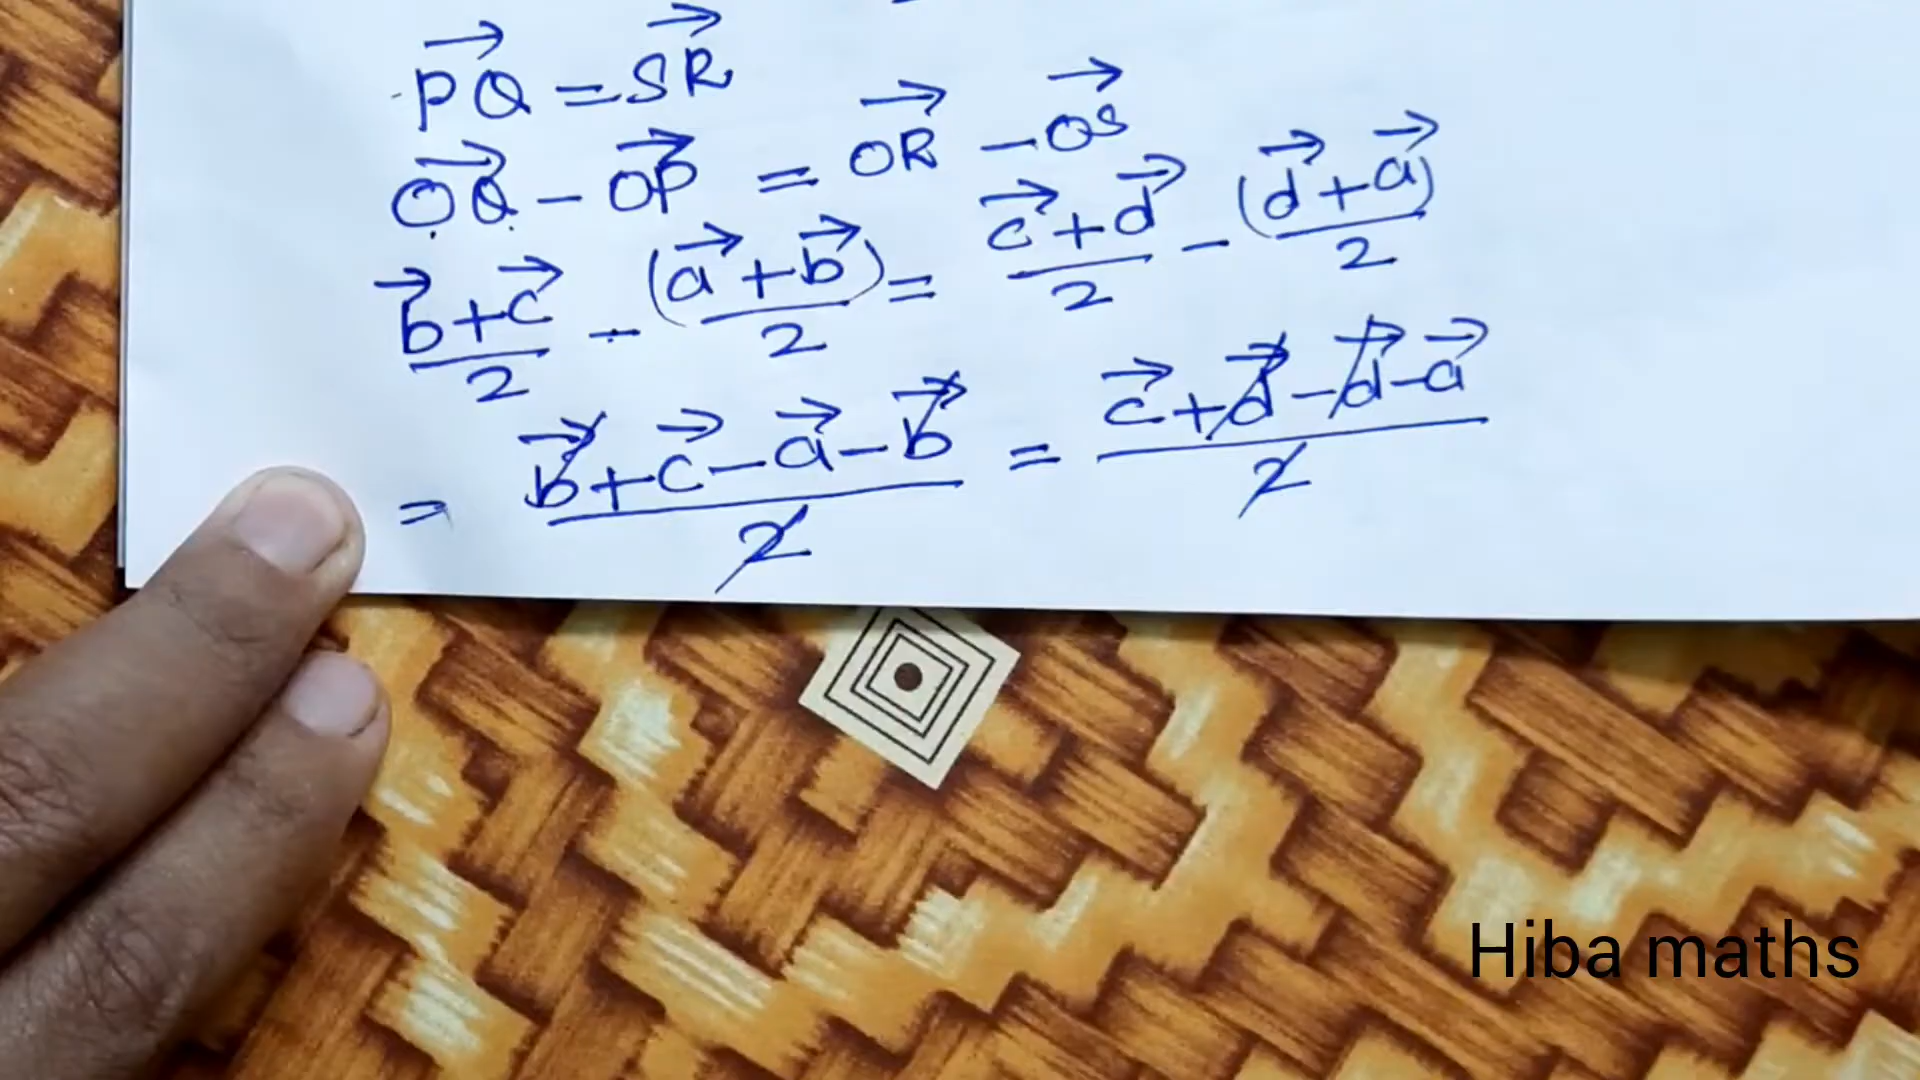 →PQ = →SR
→OQ − →OP = →OR − →OS
(→b + →c)/2 − (→a + →b)/2 = (→c + →d)/2 − (→d + →a)/2
= (→b + →c − →a − →b)/2 = (→c + →d − →d − →a)/2
Hiba maths